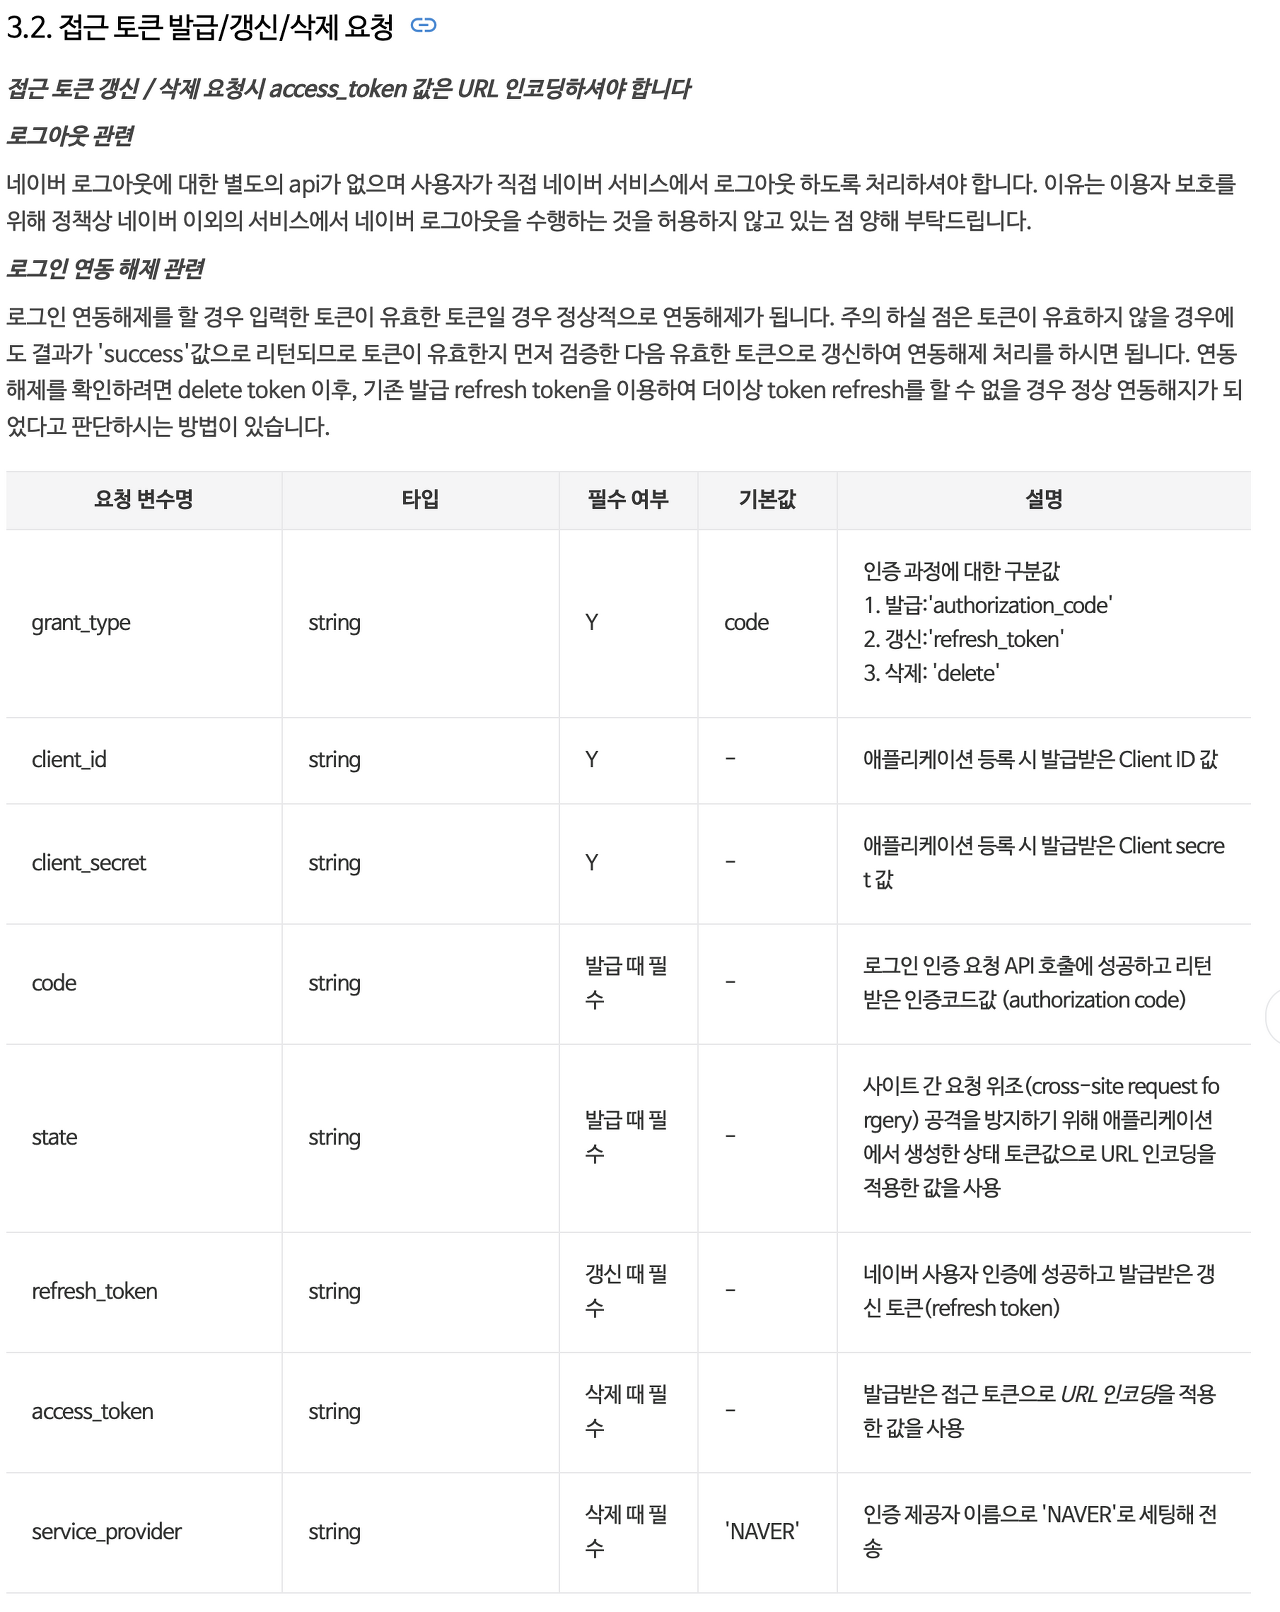 3.2. 접근 토큰 발급/갱신/삭제 요청
접근 토큰 갱신 / 삭제 요청시 access_token 값은 URL 인코딩하셔야 합니다
로그아웃 관련
네이버 로그아웃에 대한 별도의 api가 없으며 사용자가 직접 네이버 서비스에서 로그아웃 하도록 처리하셔야 합니다. 이유는 이용자 보호를
위해 정책상 네이버 이외의 서비스에서 네이버 로그아웃을 수행하는 것을 허용하지 않고 있는 점 양해 부탁드립니다.
로그인 연동 해제 관련
로그인 연동해제를 할 경우 입력한 토큰이 유효한 토큰일 경우 정상적으로 연동해제가 됩니다. 주의 하실 점은 토큰이 유효하지 않을 경우에
도 결과가 'success'값으로 리턴되므로 토큰이 유효한지 먼저 검증한 다음 유효한 토큰으로 갱신하여 연동해제 처리를 하시면 됩니다. 연동
해제를 확인하려면 delete token 이후, 기존 발급 refresh token을 이용하여 더이상 token refresh를 할 수 없을 경우 정상 연동해지가 되
었다고 판단하시는 방법이 있습니다.
요청 변수명 타입 필수 여부 기본값 설명
grant_type string Y code 인증 과정에 대한 구분값
1. 발급:'authorization_code'
2. 갱신:'refresh_token'
3. 삭제: 'delete'
client_id string Y - 애플리케이션 등록 시 발급받은 Client ID 값
client_secret string Y - 애플리케이션 등록 시 발급받은 Client secre
t 값
code string 발급 때 필
수 - 로그인 인증 요청 API 호출에 성공하고 리턴
받은 인증코드값 (authorization code)
state string 발급 때 필
수 - 사이트 간 요청 위조(cross-site request fo
rgery) 공격을 방지하기 위해 애플리케이션
에서 생성한 상태 토큰값으로 URL 인코딩을
적용한 값을 사용
refresh_token string 갱신 때 필
수 - 네이버 사용자 인증에 성공하고 발급받은 갱
신 토큰(refresh token)
access_token string 삭제 때 필
수 - 발급받은 접근 토큰으로 URL 인코딩을 적용
한 값을 사용
service_provider string 삭제 때 필
수 'NAVER' 인증 제공자 이름으로 'NAVER'로 세팅해 전
송